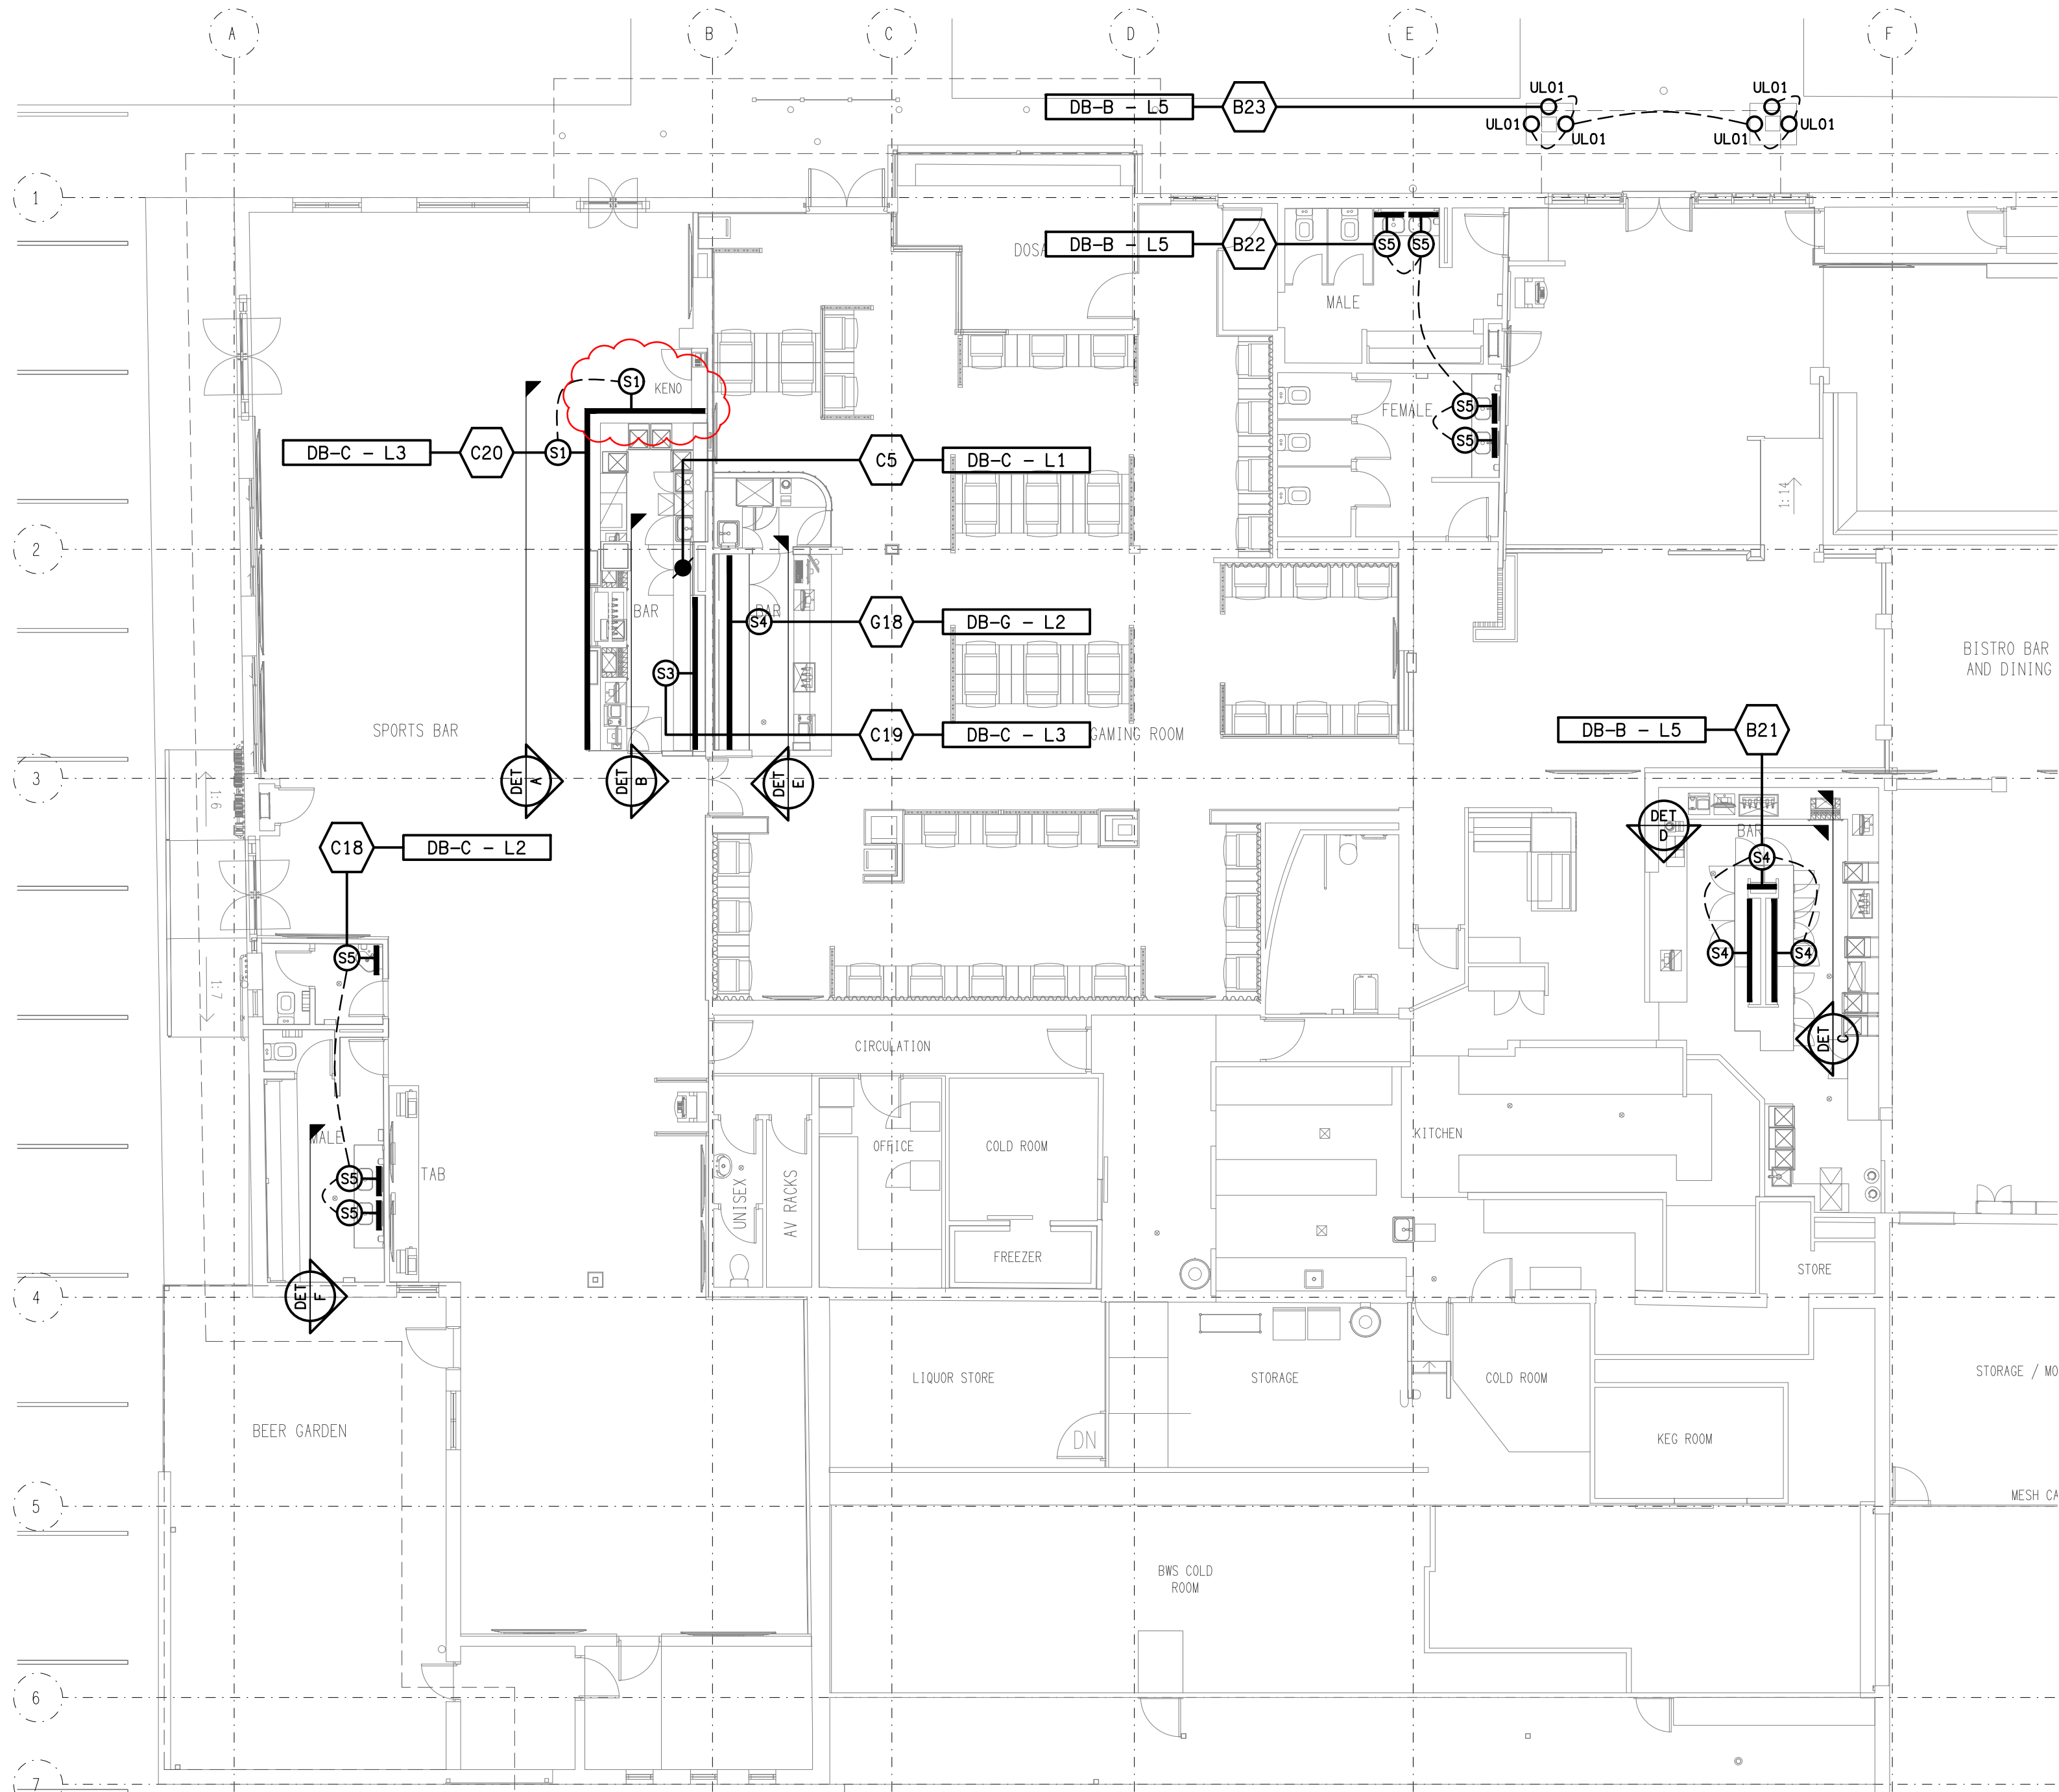 A
B
C
D
E
F
UL01
UL01
DB-B - L5
B23
UL01
UL01
UL01
UL01
1
DB-B - L5
B22
S5
S5
DOSA
MALE
S1
KENO
S5
FEMALE
S5
DB-C - L3
C20
S1
C5
DB-C - L1
1:14
2
BAR
BAR
S4
G18
DB-G - L2
BISTRO BAR
AND DINING
S3
SPORTS BAR
C19
DB-C - L3
GAMING ROOM
DB-B - L5
B21
3
DET
A
DET
B
DET
E
1:6
DET
D
BAR
C18
DB-C - L2
S4
S5
S4
S4
1:7
CIRCULATION
DET
C
MALE
OFFICE
COLD ROOM
KITCHEN
TAB
S5
UNISEX
AV RACKS
S5
FREEZER
STORE
DET
F
4
LIQUOR STORE
STORAGE
COLD ROOM
STORAGE / MO
UP
BEER GARDEN
DN
KEG ROOM
5
MESH CA
BWS COLD
ROOM
6
7